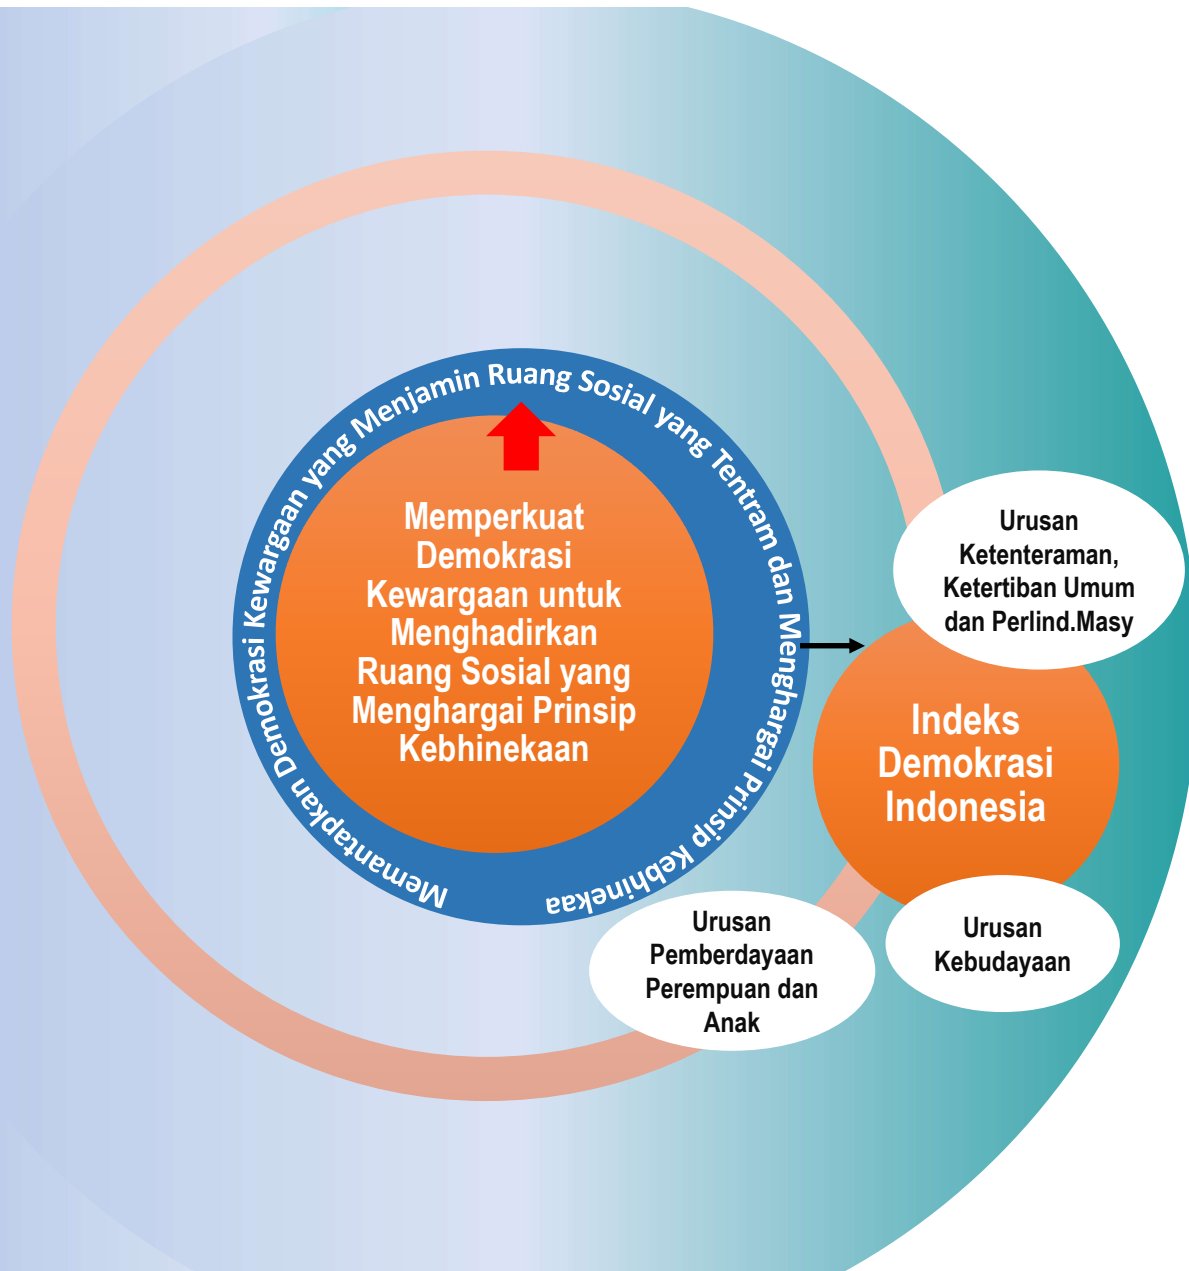 Memantapkan Demokrasi Kewargaan yang Menjamin Ruang Sosial yang Tentram dan Menghargai Prinsip Kebhinekaa
Memperkuat
Demokrasi
Kewargaan untuk
Menghadirkan
Ruang Sosial yang
Menghargai Prinsip
Kebhinekaan
Urusan
Ketenteraman,
Ketertiban Umum
dan Perlind.Masy
Indeks
Demokrasi
Indonesia
Urusan
Pemberdayaan
Perempuan dan
Anak
Urusan
Kebudayaan